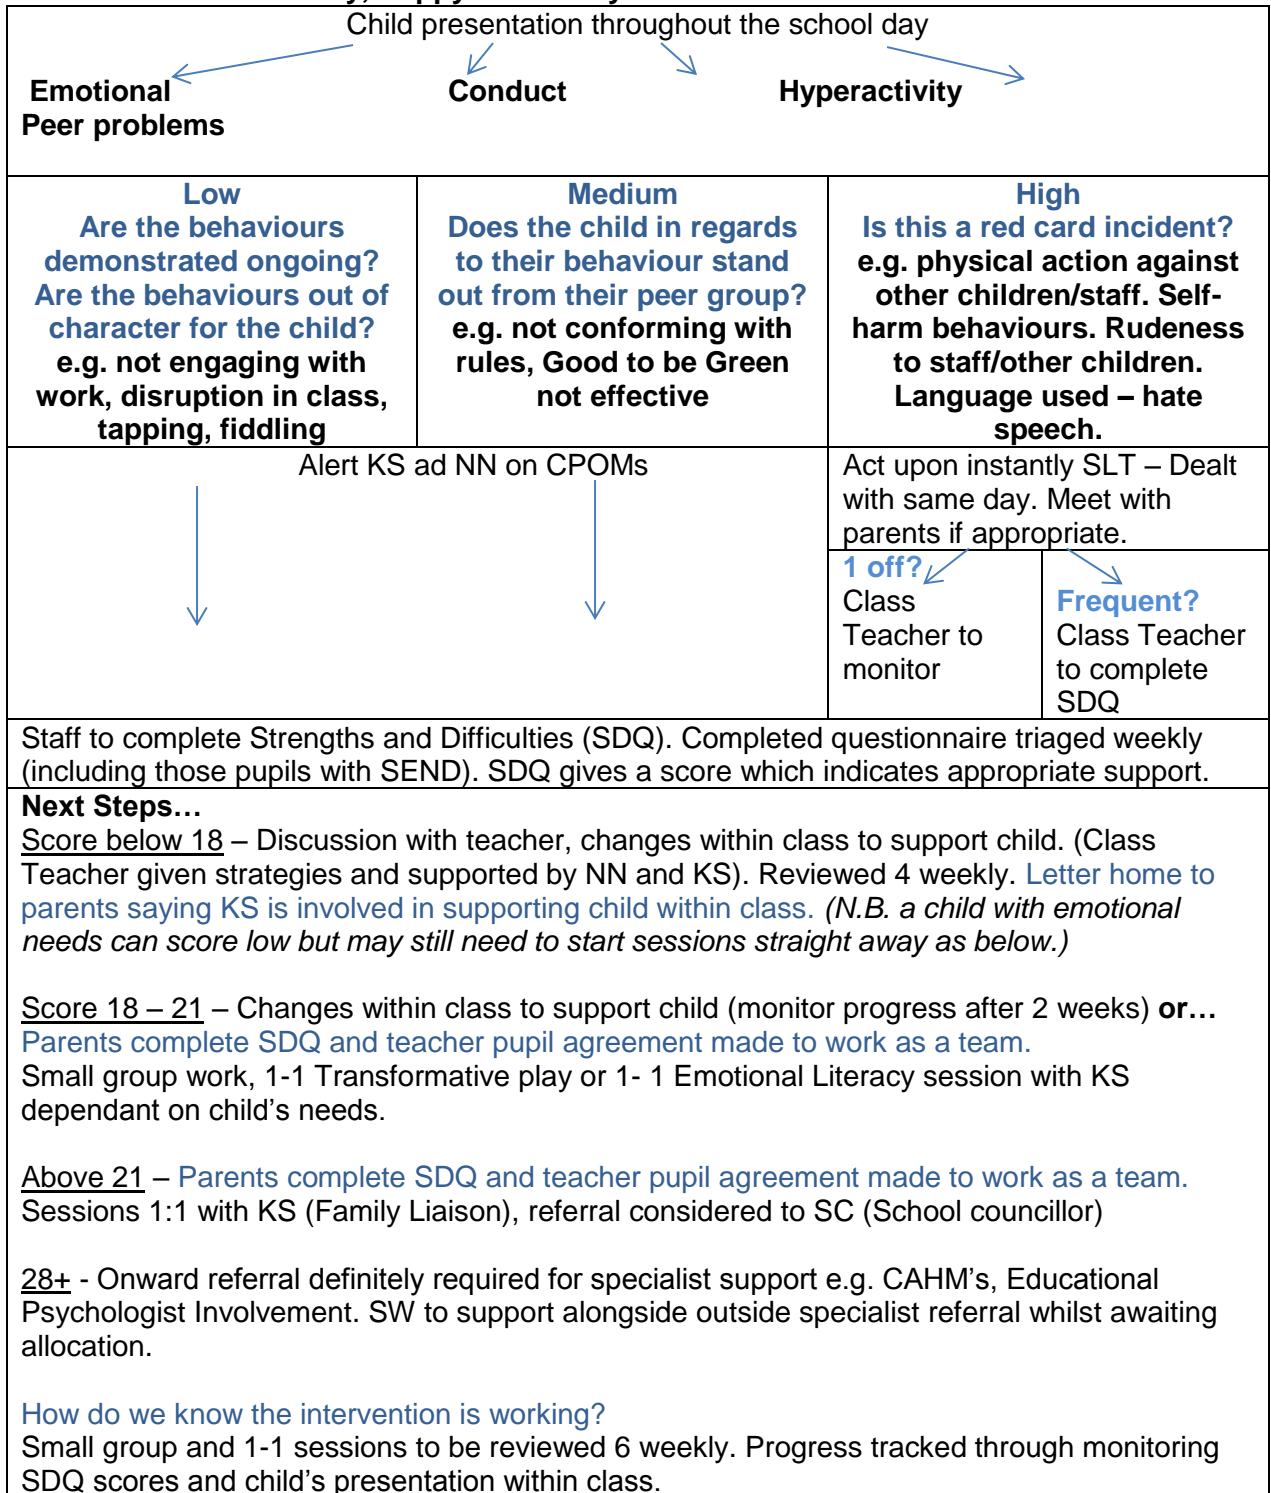 Child presentation throughout the school day
Emotional Conduct Hyperactivity
Peer problems
Low
Are the behaviours
demonstrated ongoing?
Are the behaviours out of
character for the child?
e.g. not engaging with
work, disruption in class,
tapping, fiddling
Medium
Does the child in regards
to their behaviour stand
out from their peer group?
e.g. not conforming with
rules, Good to be Green
not effective
High
Is this a red card incident?
e.g. physical action against
other children/staff. Self-
harm behaviours. Rudeness
to staff/other children.
Language used – hate
speech.
Alert KS ad NN on CPOMs
Act upon instantly SLT – Dealt
with same day. Meet with
parents if appropriate.
1 off?
Class
Teacher to
monitor
Frequent?
Class Teacher
to complete
SDQ
Staff to complete Strengths and Difficulties (SDQ). Completed questionnaire triaged weekly
(including those pupils with SEND). SDQ gives a score which indicates appropriate support.
Next Steps…
Score below 18 – Discussion with teacher, changes within class to support child. (Class
Teacher given strategies and supported by NN and KS). Reviewed 4 weekly. Letter home to
parents saying KS is involved in supporting child within class. (N.B. a child with emotional
needs can score low but may still need to start sessions straight away as below.)
Score 18 – 21 – Changes within class to support child (monitor progress after 2 weeks) or…
Parents complete SDQ and teacher pupil agreement made to work as a team.
Small group work, 1-1 Transformative play or 1- 1 Emotional Literacy session with KS
dependant on child's needs.
Above 21 – Parents complete SDQ and teacher pupil agreement made to work as a team.
Sessions 1:1 with KS (Family Liaison), referral considered to SC (School councillor)
28+ - Onward referral definitely required for specialist support e.g. CAHM's, Educational
Psychologist Involvement. SW to support alongside outside specialist referral whilst awaiting
allocation.
How do we know the intervention is working?
Small group and 1-1 sessions to be reviewed 6 weekly. Progress tracked through monitoring
SDQ scores and child's presentation within class.